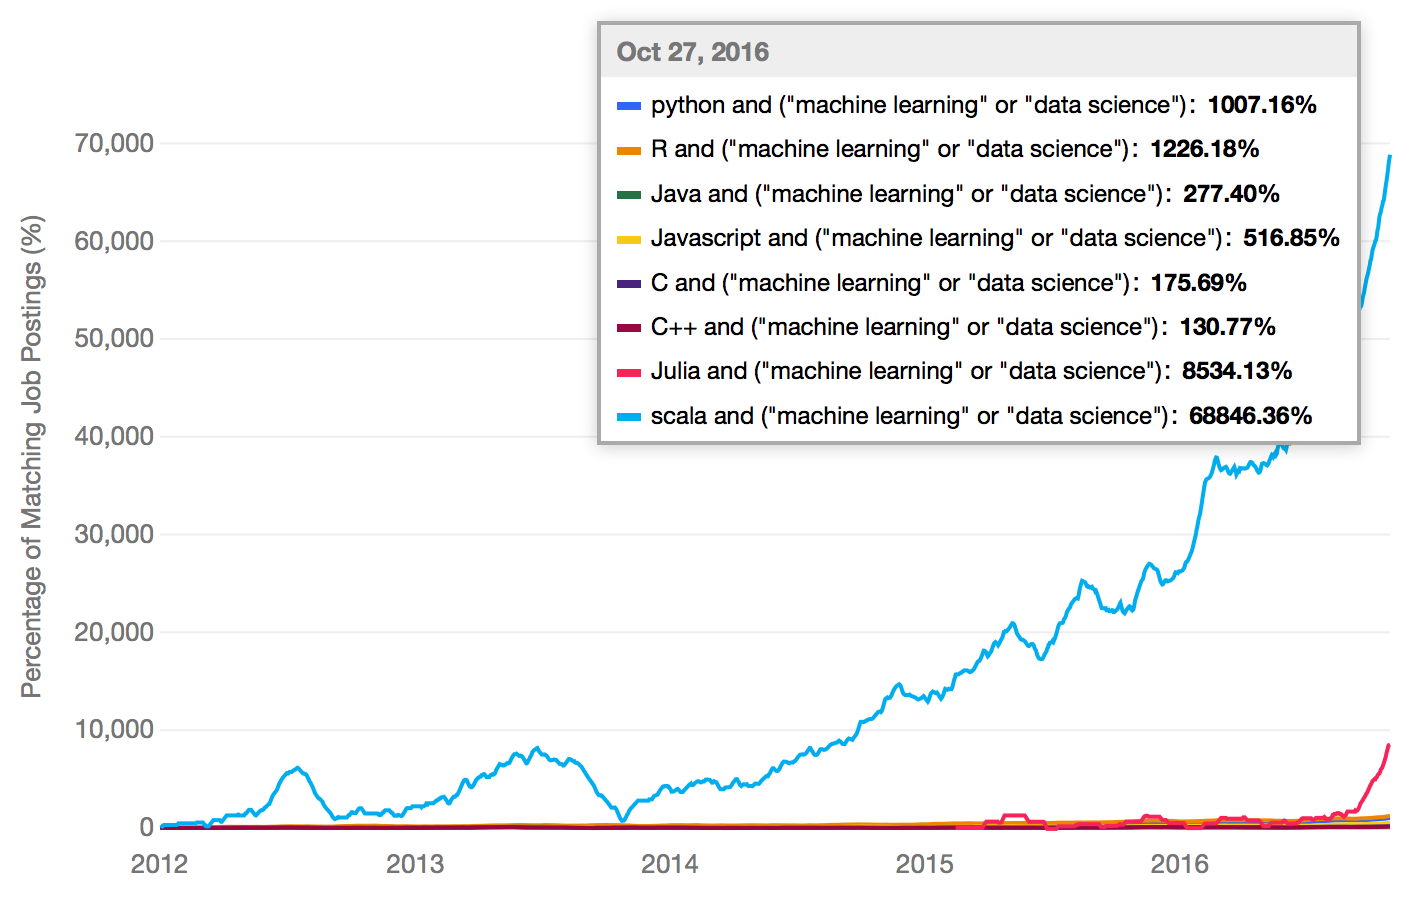 Oct 27, 2016
python and ("machine learning" or "data science"): 1007.16%
R and ("machine learning" or "data science"): 1226.18%
Java and ("machine learning" or "data science"): 277.40%
Javascript and ("machine learning" or "data science"): 516.85%
C and ("machine learning" or "data science"): 175.69%
C++ and ("machine learning" or "data science"): 130.77%
Julia and ("machine learning" or "data science"): 8534.13%
scala and ("machine learning" or "data science"): 68846.36%
Percentage of Matching Job Postings (%)
70,000
60,000
50,000
40,000
30,000
20,000
10,000
0
2012 2013 2014 2015 2016